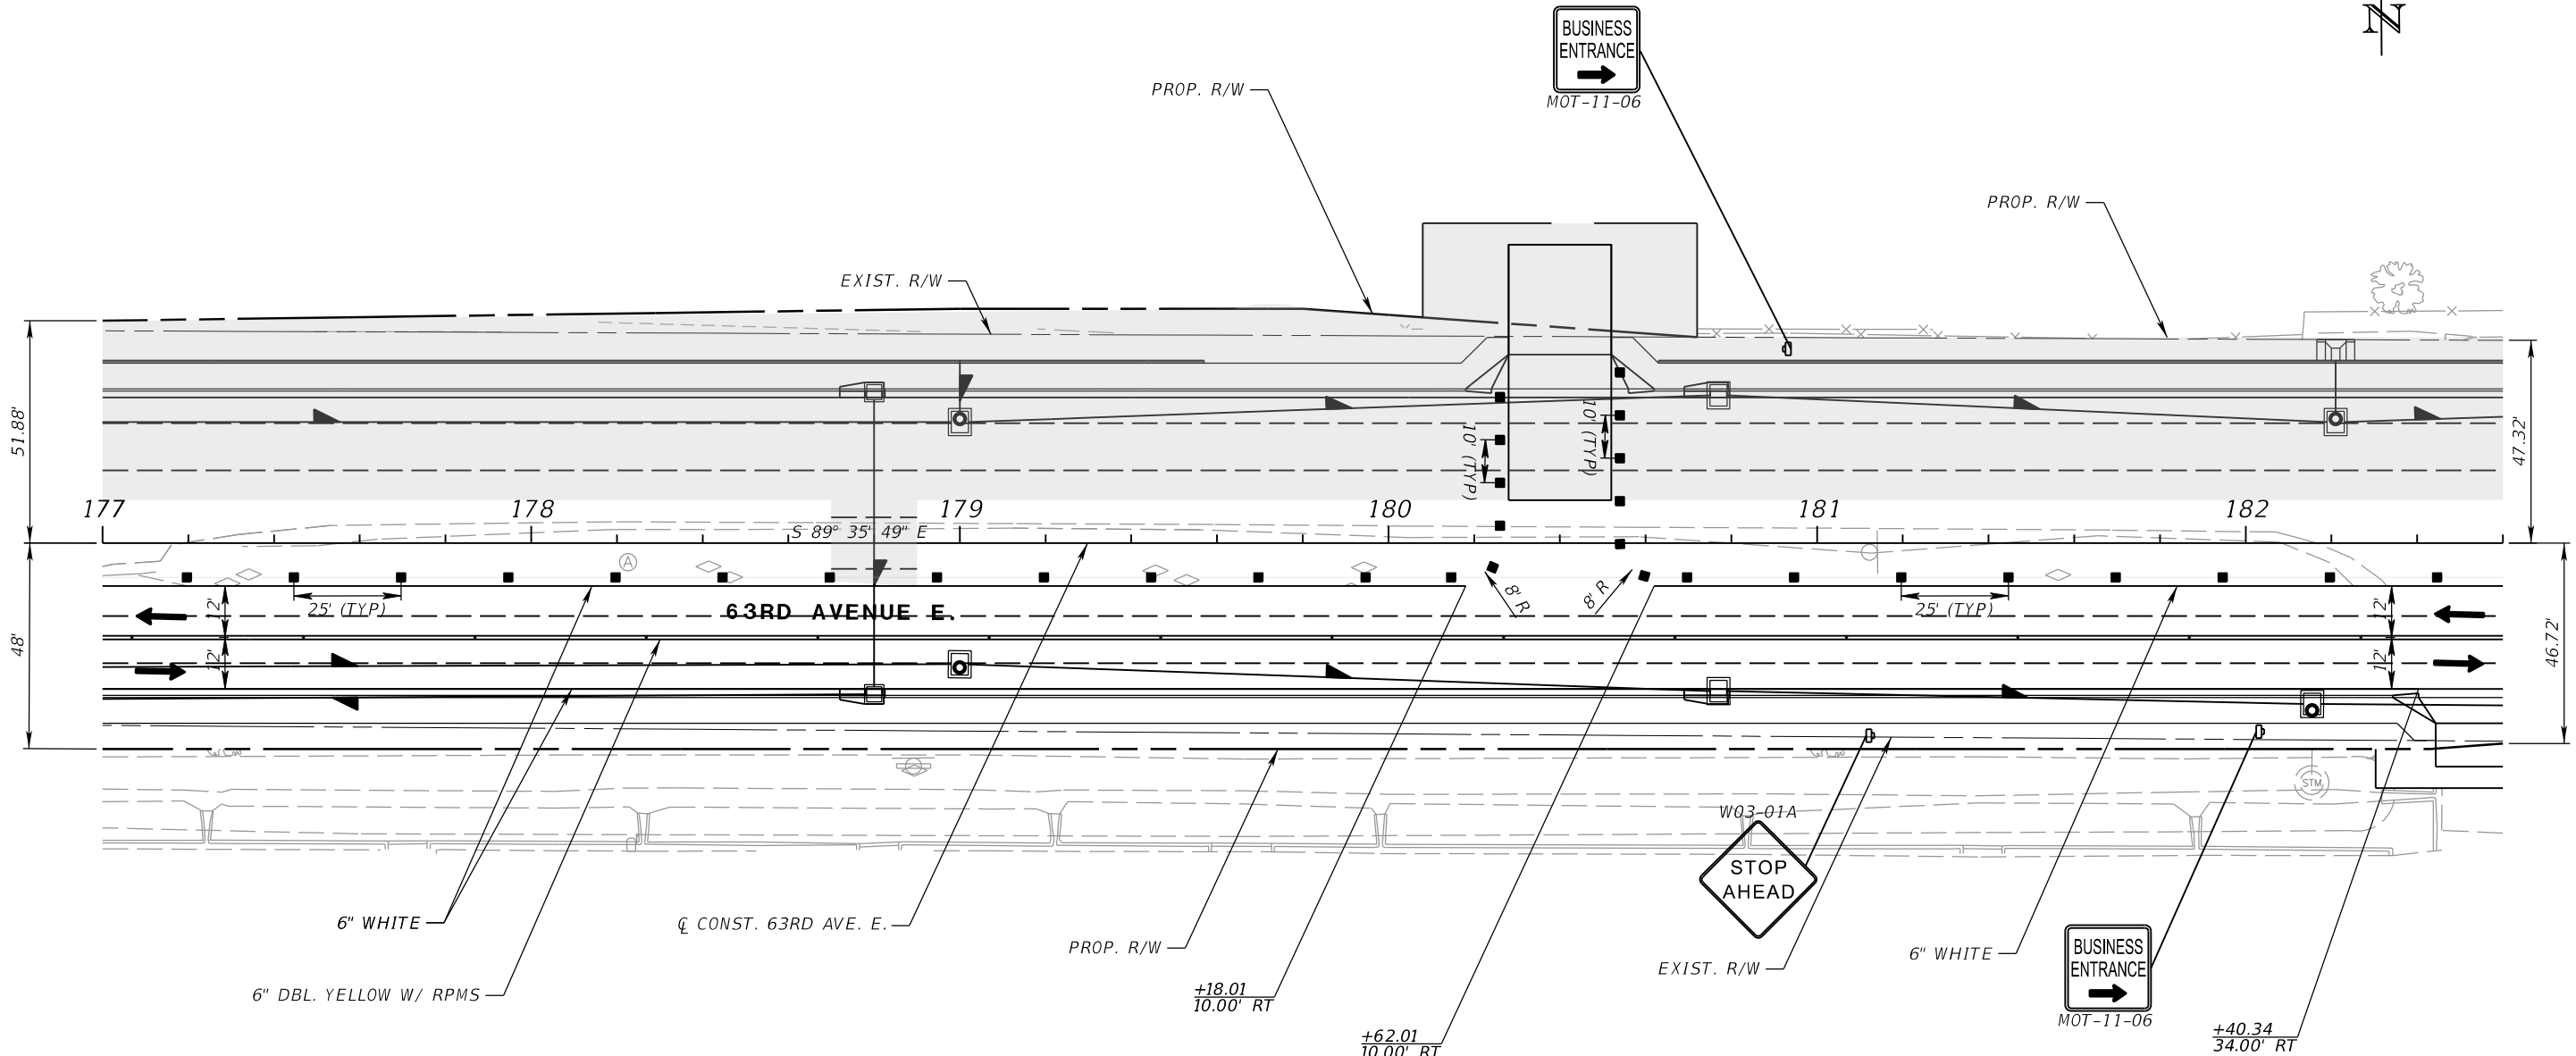 N
BUSINESS
ENTRANCE
MOT-11-06
PROP. R/W
PROP. R/W
EXIST. R/W
51.88'
47.32'
10' (TYP)
10' (TYP)
177
178
179
180
181
182
S 89° 35' 49" E
A
8' R
8' R
25' (TYP)
25' (TYP)
63RD AVENUE E.
12'
12'
12'
12'
48'
46.72'
STM
W03-01A
STOP
AHEAD
6" WHITE
℄ CONST. 63RD AVE. E.
PROP. R/W
EXIST. R/W
6" WHITE
BUSINESS
ENTRANCE
MOT-11-06
6" DBL. YELLOW W/ RPMS
+18.01
10.00' RT
+62.01
10.00' RT
+40.34
34.00' RT